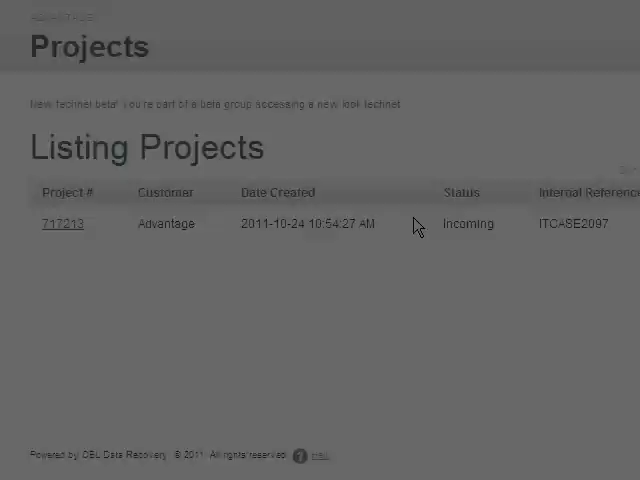 ADVANTAGE
Projects
New technet beta! You're part of a beta group accessing a new look technet
Listing Projects
Project # Customer Date Created Status Internal Reference
717213 Advantage 2011-10-24 10:54:27 AM Incoming ITCASE2097
Powered by CBL Data Recovery © 2011. All rights reserved ?